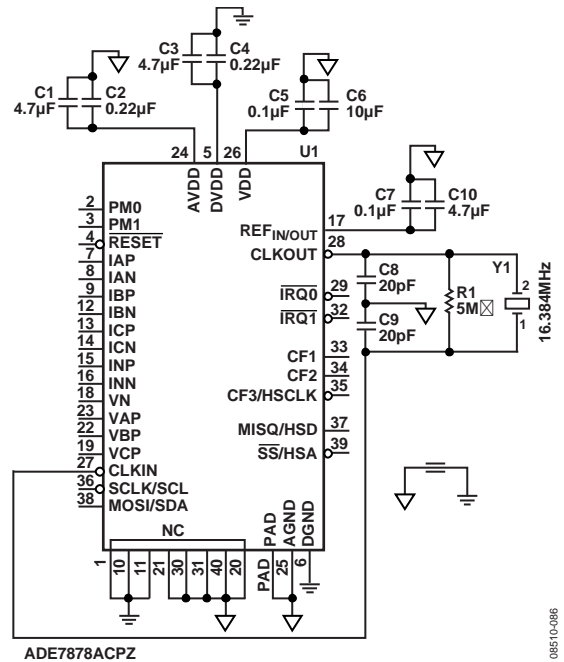 C3
4.7µF
C4
0.22µF
C1
4.7µF
C2
0.22µF
C5
0.1µF
C6
10µF
24
5
26
U1
AVDD
DVDD
VDD
C7
0.1µF
C10
4.7µF
2
PM0
3
PM1
4
RESET
7
IAP
8
IAN
9
IBP
12
IBN
13
ICP
14
ICN
15
INP
16
INN
18
VN
23
VAP
22
VBP
19
VCP
27
CLKIN
36
SCLK/SCL
38
MOSI/SDA
REFIN/OUT
17
CLKOUT
28
IRQ0
29
IRQ1
32
CF1
33
CF2
34
CF3/HSCLK
35
MISQ/HSD
37
SS/HSA
39
C8
20pF
C9
20pF
R1
5M
Y1
2
1
16.384MHz
NC
PAD
AGND
DGND
1
10
11
21
30
31
40
20
PAD
25
6
ADE7878ACPZ
08510-086